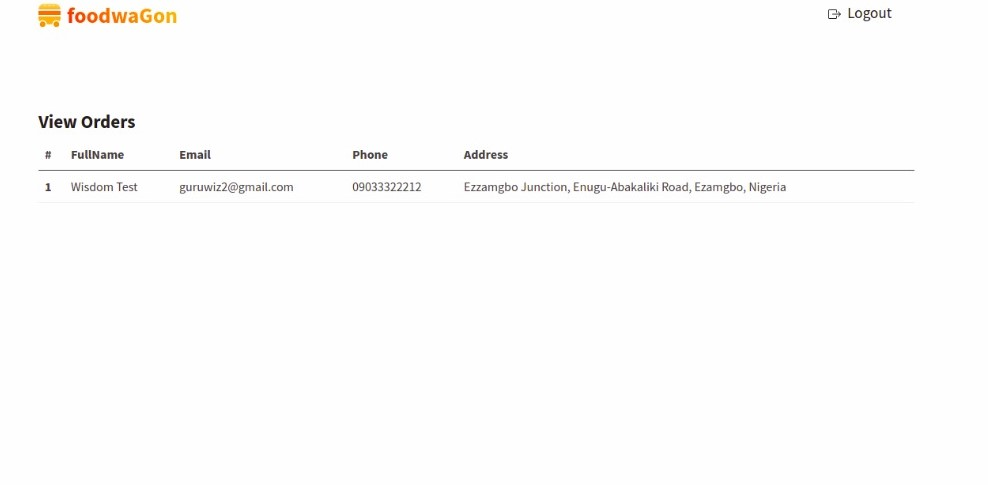 foodwaGon
Logout
View Orders
# FullName Email Phone Address
1 Wisdom Test guruwiz2@gmail.com 09033322212 Ezzamgbo Junction, Enugu-Abakaliki Road, Ezamgbo, Nigeria